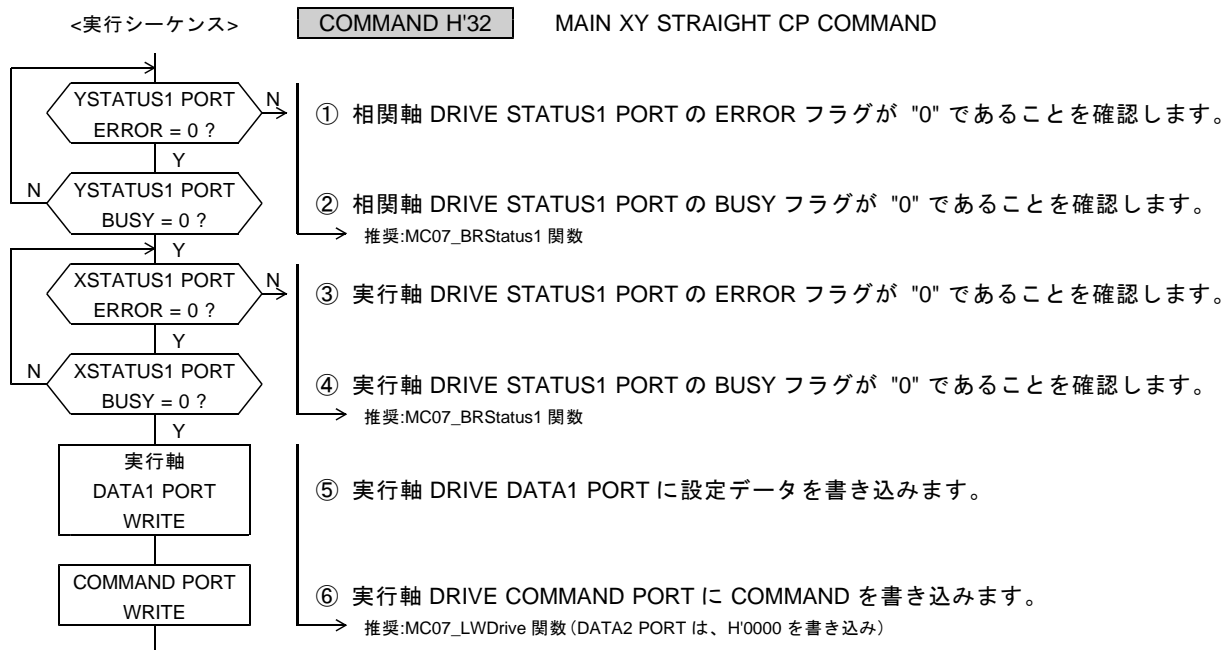 <実行シーケンス> COMMAND H'32 MAIN XY STRAIGHT CP COMMAND
YSTATUS1 PORT
ERROR = 0 ?
N
① 相関軸 DRIVE STATUS1 PORT の ERROR フラグが "0" であることを確認します。
Y
N
YSTATUS1 PORT
BUSY = 0 ?
② 相関軸 DRIVE STATUS1 PORT の BUSY フラグが "0" であることを確認します。
推奨:MC07_BRStatus1 関数
Y
XSTATUS1 PORT
ERROR = 0 ?
N
③ 実行軸 DRIVE STATUS1 PORT の ERROR フラグが "0" であることを確認します。
Y
N
XSTATUS1 PORT
BUSY = 0 ?
④ 実行軸 DRIVE STATUS1 PORT の BUSY フラグが "0" であることを確認します。
推奨:MC07_BRStatus1 関数
Y
実行軸
DATA1 PORT
WRITE
⑤ 実行軸 DRIVE DATA1 PORT に設定データを書き込みます。
COMMAND PORT
WRITE
⑥ 実行軸 DRIVE COMMAND PORT に COMMAND を書き込みます。
推奨:MC07_LWDrive 関数(DATA2 PORT は、H'0000 を書き込み)